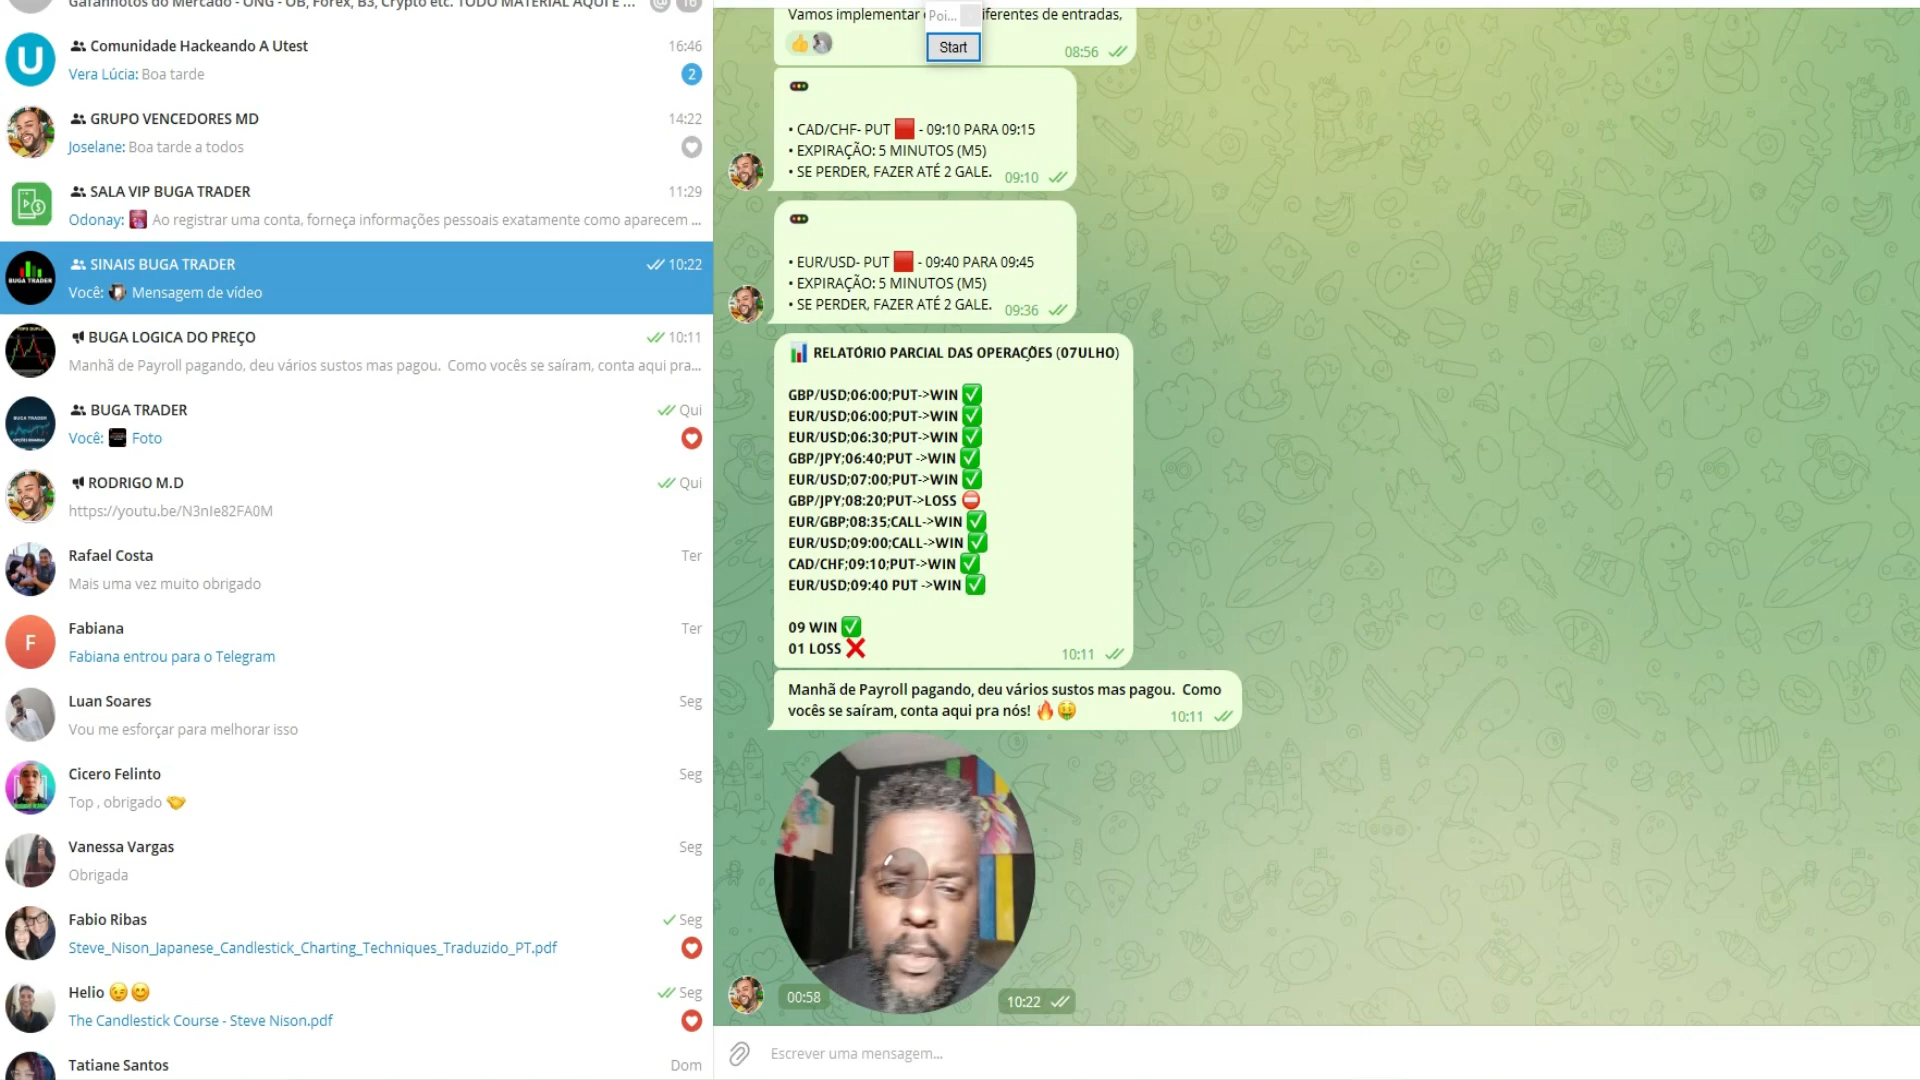 Garanhotos do Mercado - ONG - OB, Forex, B3, Crypto etc. TODO MATERIAL AQUI E ...
16
Comunidade Hackeando A Utest
16:46
Vera Lúcia: Boa tarde
2
GRUPO VENCEDORES MD
14:22
Joselane: Boa tarde a todos
SALA VIP BUGA TRADER
11:29
Odonay: Ao registrar uma conta, forneça informações pessoais exatamente como aparecem ...
SINAIS BUGA TRADER
10:22
Você: Mensagem de vídeo
BUGA TRADER
BUGA LOGICA DO PREÇO
10:11
Manhã de Payroll pagando, deu vários sustos mas pagou. Como vocês se saíram, conta aqui pra...
BUGA TRADER
Qui
Você: Foto
RODRIGO M.D
Qui
https://youtu.be/N3nIe82FA0M
Rafael Costa
Ter
Mais uma vez muito obrigado
F
Fabiana
Ter
Fabiana entrou para o Telegram
Luan Soares
Seg
Vou me esforçar para melhorar isso
Cicero Felinto
Seg
Top , obrigado 🤝
Vanessa Vargas
Seg
Obrigada
Fabio Ribas
Seg
Steve_Nison_Japanese_Candlestick_Charting_Techniques_Traduzido_PT.pdf
Helio 😉😊
Seg
The Candlestick Course - Steve Nison.pdf
Tatiane Santos
Dom
Vamos implementar iferentes de entradas,
08:56
Poi...
Start
• CAD/CHF- PUT 🟥 - 09:10 PARA 09:15
• EXPIRAÇÃO: 5 MINUTOS (M5)
• SE PERDER, FAZER ATÉ 2 GALE.
09:10
• EUR/USD- PUT 🟥 - 09:40 PARA 09:45
• EXPIRAÇÃO: 5 MINUTOS (M5)
• SE PERDER, FAZER ATÉ 2 GALE.
09:36
📊 RELATÓRIO PARCIAL DAS OPERAÇÕES (07ULHO)
GBP/USD;06:00;PUT->WIN ✅
EUR/USD;06:00;PUT->WIN ✅
EUR/USD;06:30;PUT->WIN ✅
GBP/JPY;06:40;PUT ->WIN ✅
EUR/USD;07:00;PUT->WIN ✅
GBP/JPY;08:20;PUT->LOSS ⛔
EUR/GBP;08:35;CALL->WIN ✅
EUR/USD;09:00;CALL->WIN ✅
CAD/CHF;09:10;PUT->WIN ✅
EUR/USD;09:40 PUT ->WIN ✅
09 WIN ✅
01 LOSS ❌
10:11
Manhã de Payroll pagando, deu vários sustos mas pagou. Como
vocês se saíram, conta aqui pra nós! 🔥🤑
10:11
00:58
10:22
Escrever uma mensagem...